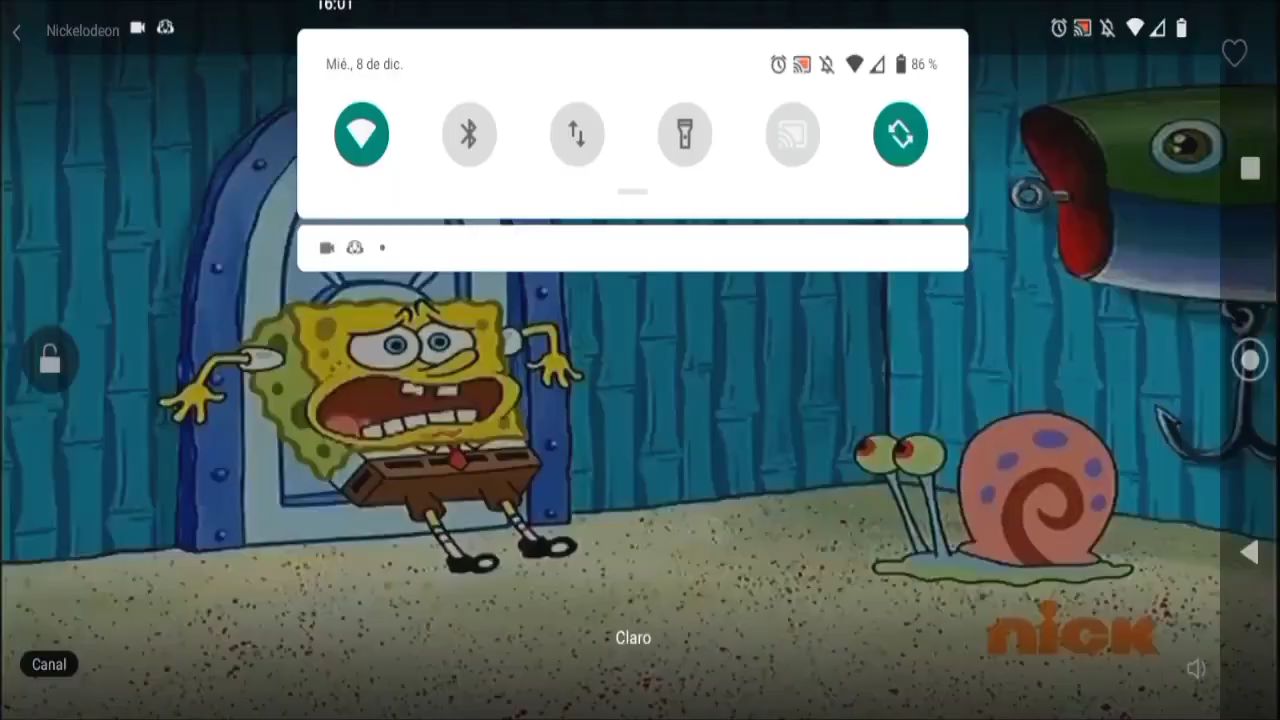 16:01
Nickelodeon
Mié., 8 de dic.
86 %
Claro
nick
Canal